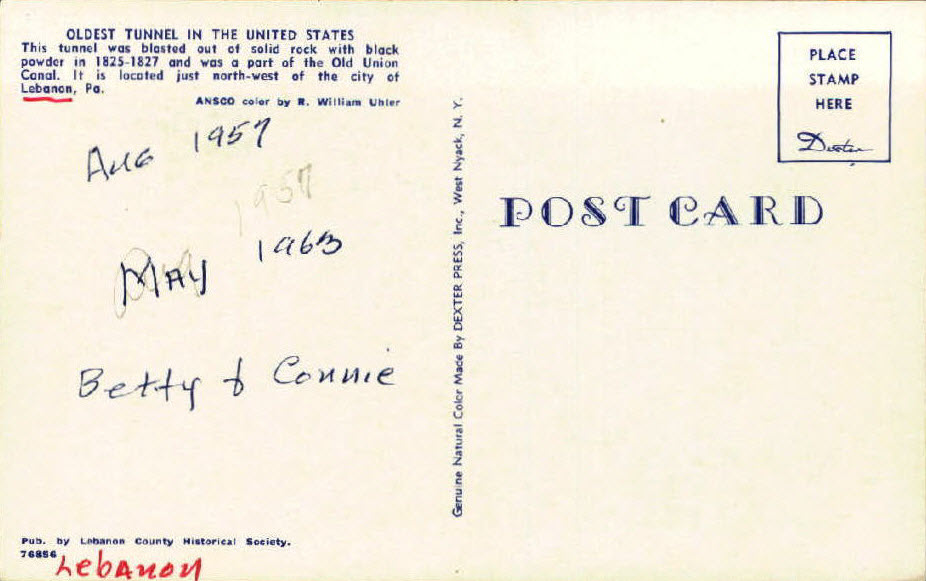 OLDEST TUNNEL IN THE UNITED STATES
This tunnel was blasted out of solid rock with black
powder in 1825-1827 and was a part of the Old Union
Canal. It is located just north-west of the city of
Lebanon, Pa.
ANSCO color by R. William Uhler
Aug 1957
1957
May 1963
Betty & Connie
Pub. by Lebanon County Historical Society.
76856
Lebanon
Genuine Natural Color Made By DEXTER PRESS, Inc., West Nyack, N. Y.
PLACE
STAMP
HERE
Dexter
POST CARD